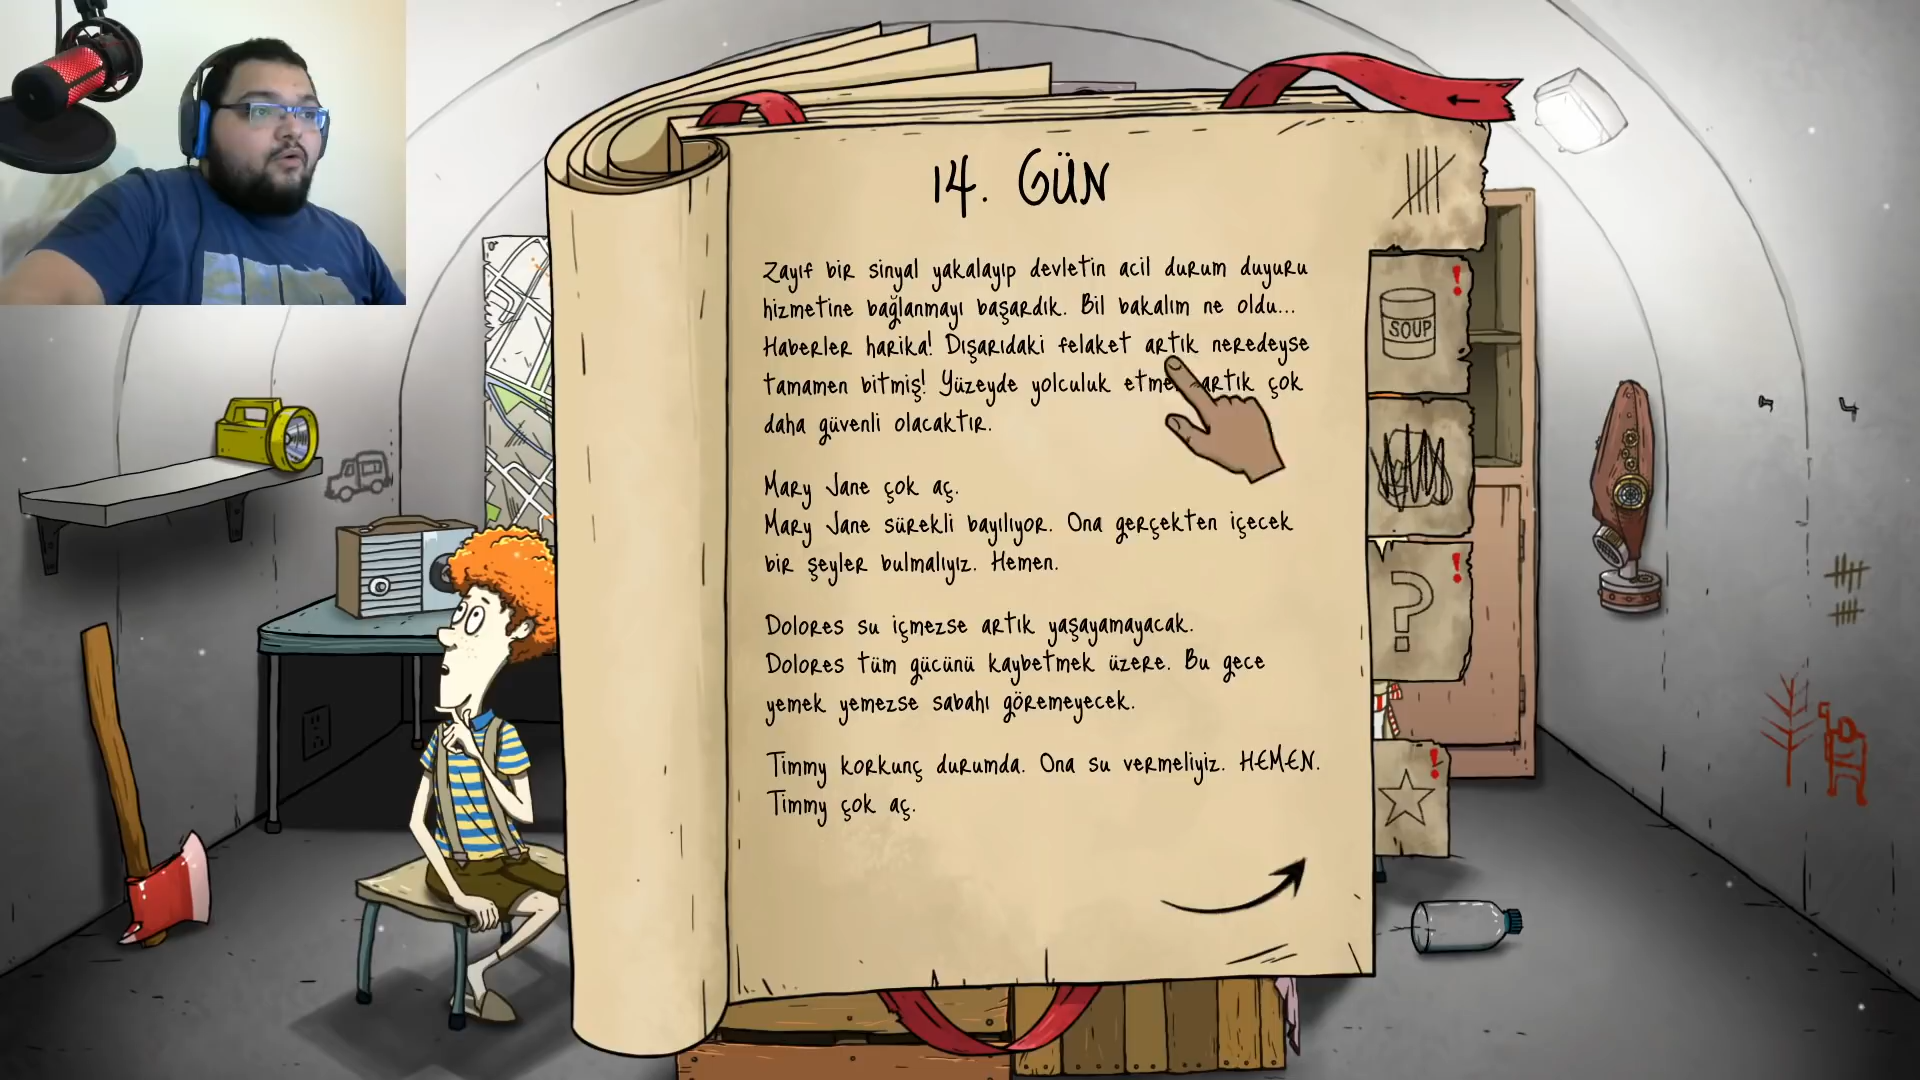 14. GÜN
Zayıf bir sinyal yakalayıp devletin acil durum duyuru
hizmetine bağlanmayı başardık. Bil bakalım ne oldu...
Haberler harika! Dışarıdaki felaket artık neredeyse
tamamen bitmiş! Yüzeyde yolculuk artık çok
daha güvenli olacaktır.
Mary Jane çok aç.
Mary Jane sürekli bayılıyor. Ona gerçekten içecek
bir şeyler bulmalıyız. Hemen.
Dolores su içmezse artık yaşayamayacak.
Dolores tüm gücünü kaybetmek üzere. Bu gece
yemek yemezse sabahı göremeyecek.
Timmy korkunç durumda. Ona su vermeliyiz. HEMEN.
Timmy çok aç.
!
SOUP
!
?
!